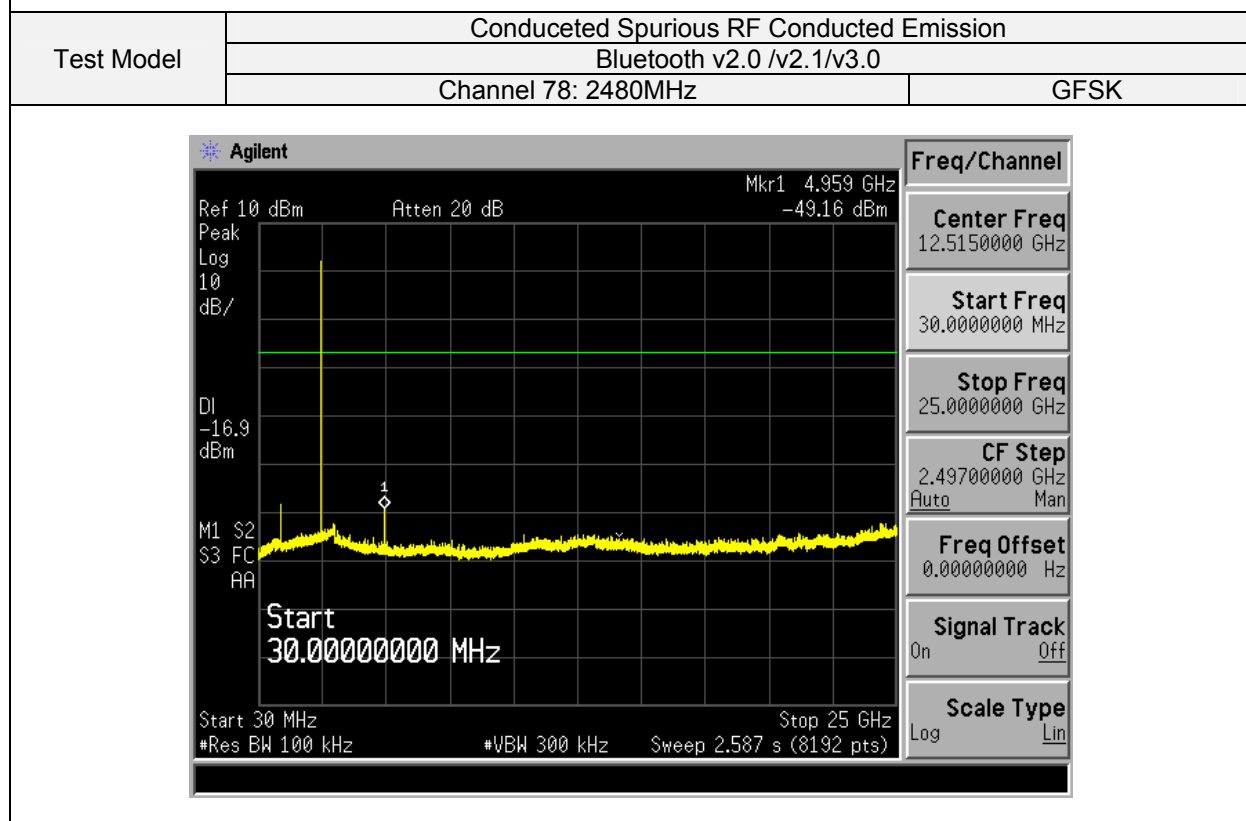 Test Model
Conduceted Spurious RF Conducted Emission
Bluetooth v2.0 /v2.1/v3.0
Channel 78: 2480MHz GFSK
Agilent
Freq/Channel
Mkr1 4.959 GHz
Ref 10 dBm Atten 20 dB -49.16 dBm
Peak
Log
10
dB/
DI
-16.9
dBm
1
M1 S2
S3 FC
AA
Start
30.00000000 MHz
Start 30 MHz Stop 25 GHz
#Res BW 100 kHz #VBW 300 kHz Sweep 2.587 s (8192 pts)
Center Freq
12.5150000 GHz
Start Freq
30.0000000 MHz
Stop Freq
25.0000000 GHz
CF Step
2.49700000 GHz
Auto Man
Freq Offset
0.00000000 Hz
Signal Track
On Off
Scale Type
Log Lin